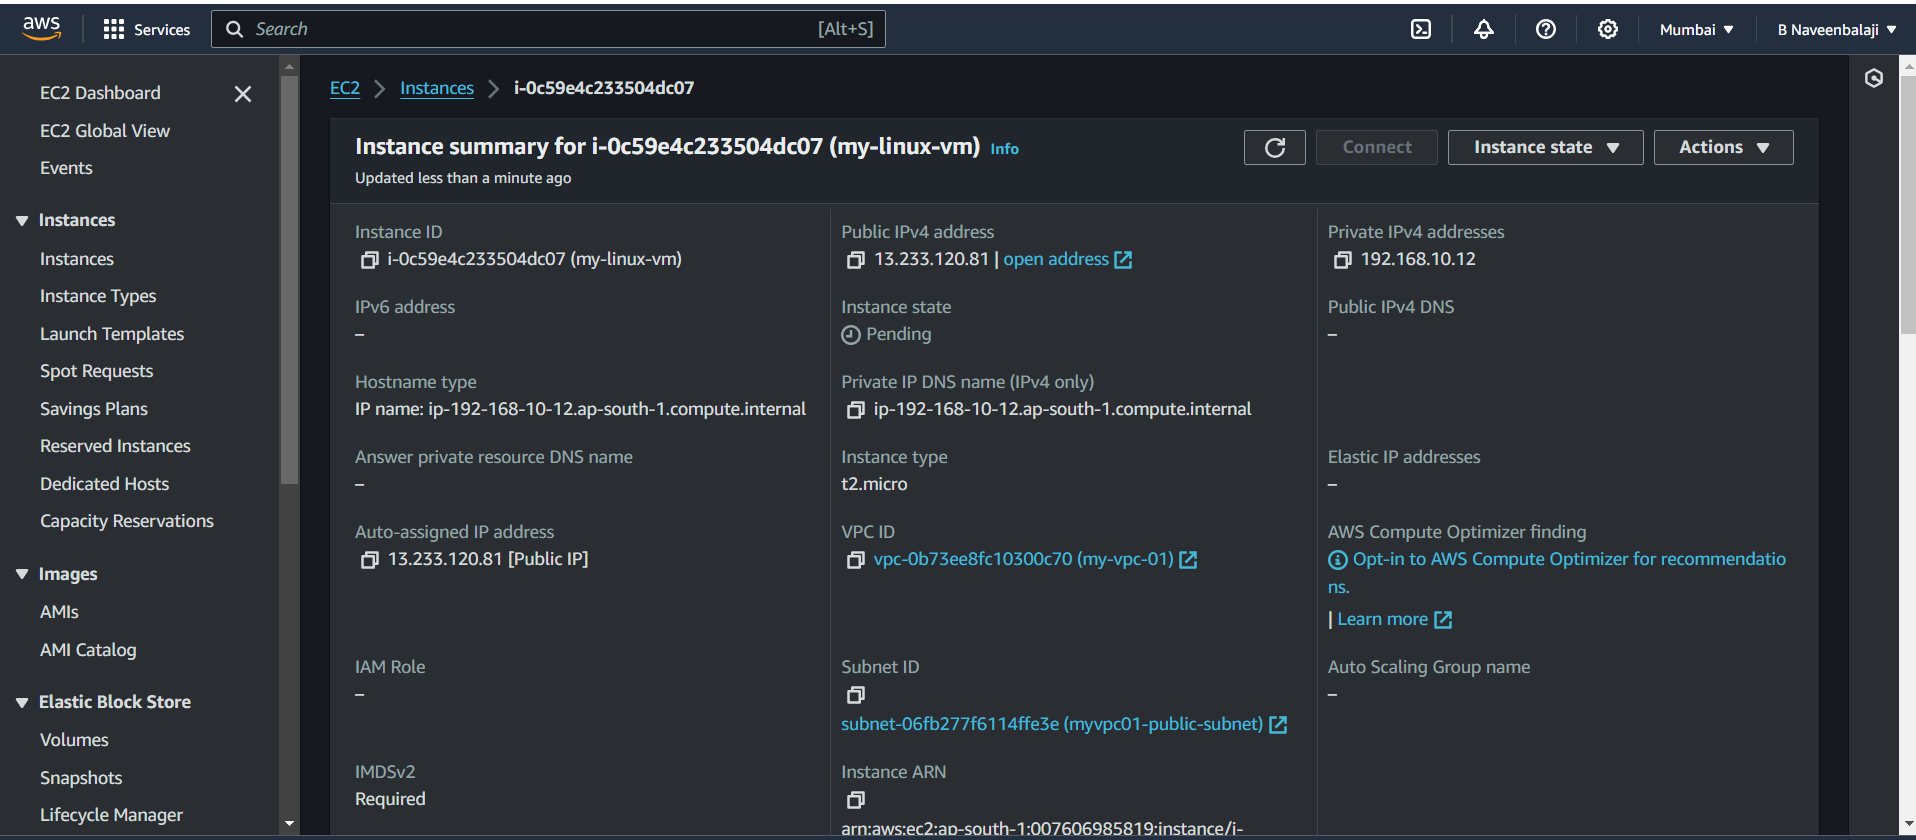 aws
Services
Search
[Alt+S]
Mumbai
B Naveenbalaji
EC2 Dashboard
EC2 Global View
Events
Instances
Instances
Instance Types
Launch Templates
Spot Requests
Savings Plans
Reserved Instances
Dedicated Hosts
Capacity Reservations
Images
AMIs
AMI Catalog
Elastic Block Store
Volumes
Snapshots
Lifecycle Manager
EC2 Instances i-0c59e4c233504dc07
Instance summary for i-0c59e4c233504dc07 (my-linux-vm) Info
Updated less than a minute ago
Connect
Instance state
Actions
Instance ID
i-0c59e4c233504dc07 (my-linux-vm)
Public IPv4 address
13.233.120.81 | open address
Private IPv4 addresses
192.168.10.12
IPv6 address
–
Instance state
Pending
Public IPv4 DNS
–
Hostname type
IP name: ip-192-168-10-12.ap-south-1.compute.internal
Private IP DNS name (IPv4 only)
ip-192-168-10-12.ap-south-1.compute.internal
Answer private resource DNS name
–
Instance type
t2.micro
Elastic IP addresses
–
Auto-assigned IP address
13.233.120.81 [Public IP]
VPC ID
vpc-0b73ee8fc10300c70 (my-vpc-01)
AWS Compute Optimizer finding
Opt-in to AWS Compute Optimizer for recommendatio
ns.
| Learn more
IAM Role
–
Subnet ID
subnet-06fb277f6114ffe3e (myvpc01-public-subnet)
Auto Scaling Group name
–
IMDSv2
Required
Instance ARN
arn:aws:ec2:ap-south-1:007606985819:instance/i-